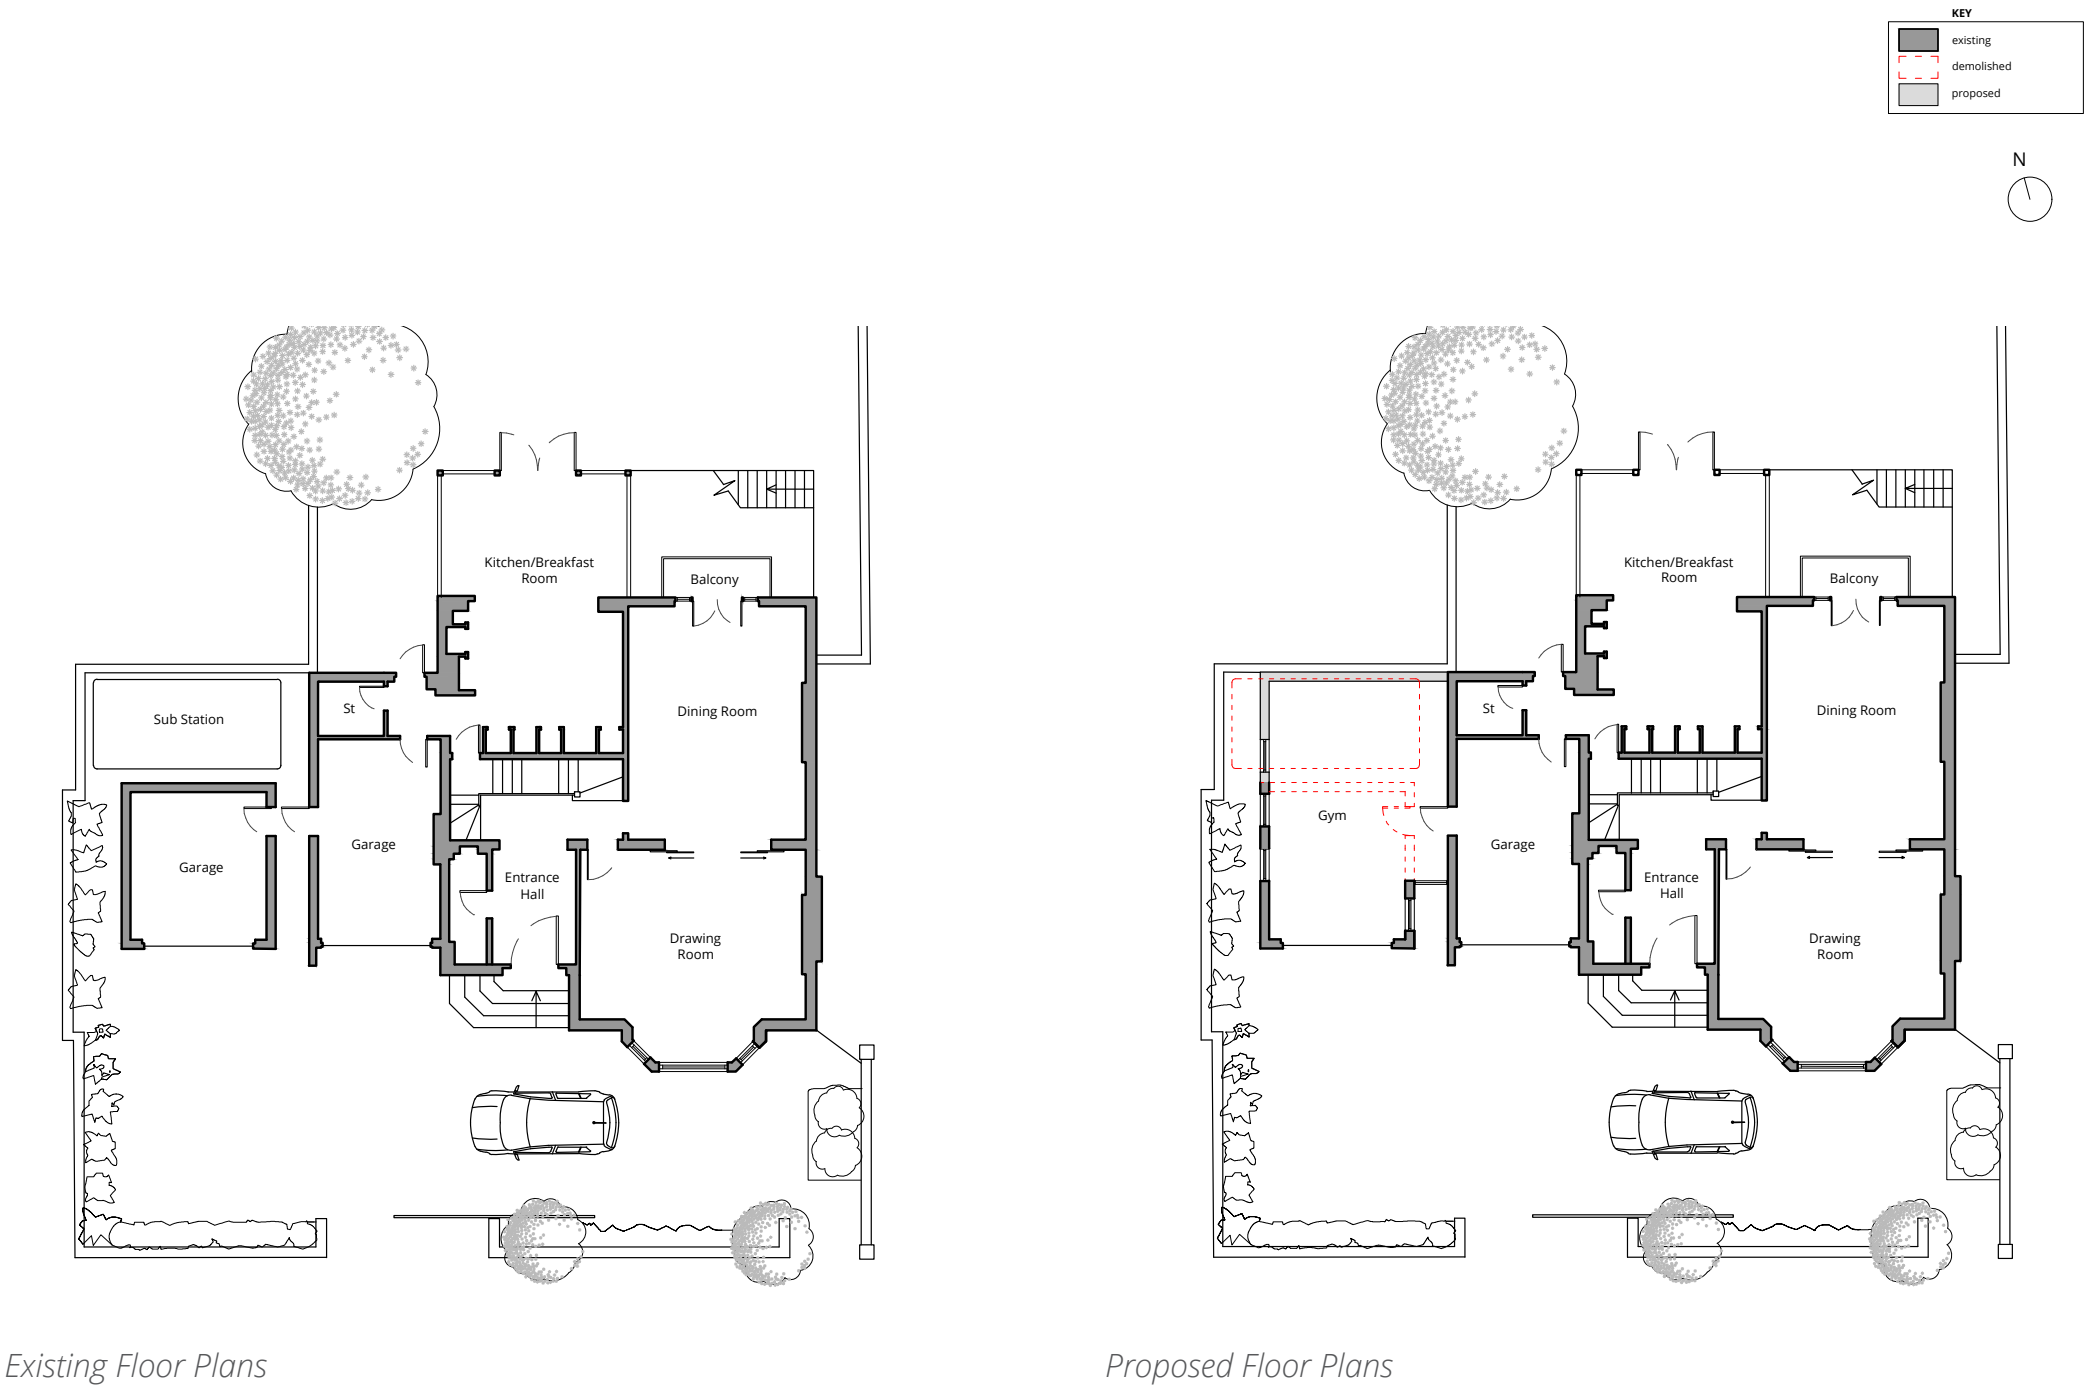 KEY
existing
demolished
proposed
N
Kitchen/Breakfast
Room
Balcony
Sub Station
St
Dining Room
Garage
Garage
Entrance
Hall
Drawing
Room
Kitchen/Breakfast
Room
Balcony
St
Dining Room
Gym
Garage
Entrance
Hall
Drawing
Room
Existing Floor Plans
Proposed Floor Plans